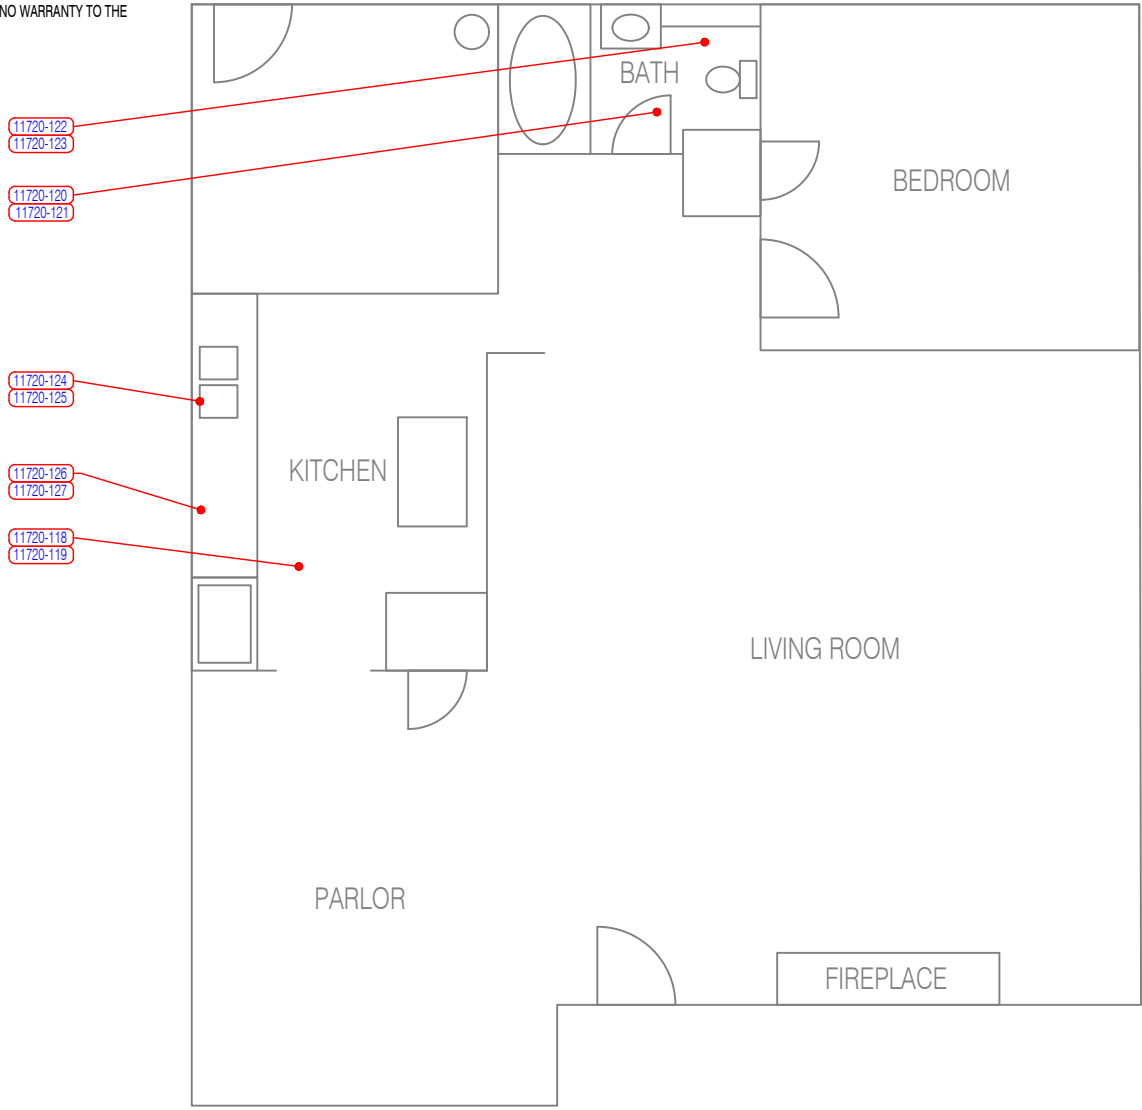 NO WARRANTY TO THE
BATH
11720-122
11720-123
BEDROOM
11720-120
11720-121
11720-124
11720-125
KITCHEN
11720-126
11720-127
11720-118
11720-119
LIVING ROOM
PARLOR
FIREPLACE